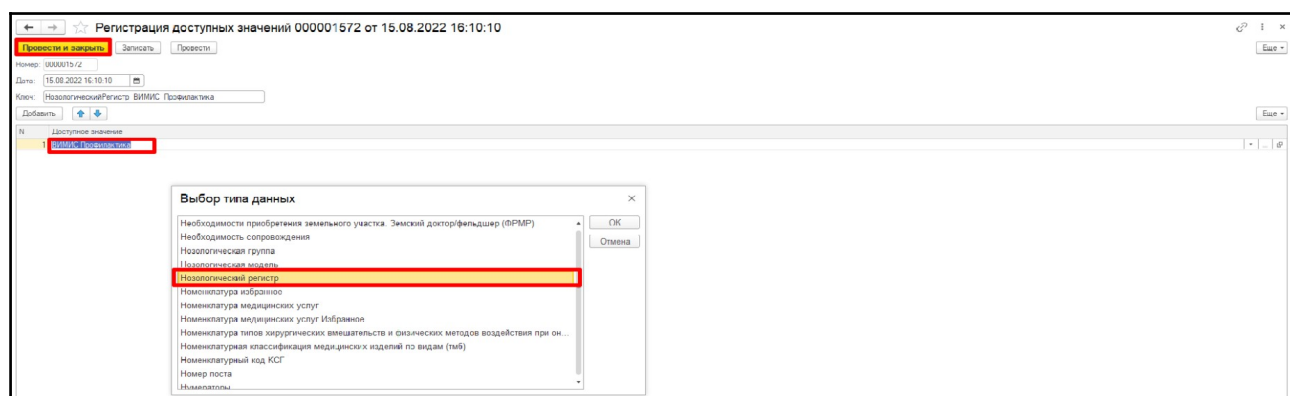 Регистрация доступных значений 000001572 от 15.08.2022 16:10:10
Провести и закрыть Записать Провести Еще
Номер: 000001572
Дата: 15.08.2022 16:10:10
Ключ: НозологическийРегистр_ВИМИС_Профилактика
Добавить Еще
N Доступное значение
1 ВИМИС Профилактика
Выбор типа данных
Необходимости приобретения земельного участка. Земский доктор/фельдшер (ФРМР) ОК
Необходимость сопровождения Отмена
Нозологическая группа
Нозологическая модель
Нозологический регистр
Номенклатура избранное
Номенклатура медицинских услуг
Номенклатура медицинских услуг Избранное
Номенклатура типов хирургических вмешательств и физических методов воздействия при он...
Номенклатурная классификация медицинских изделий по видам (тмб)
Номенклатурный код КСГ
Номер поста
Нумераторы